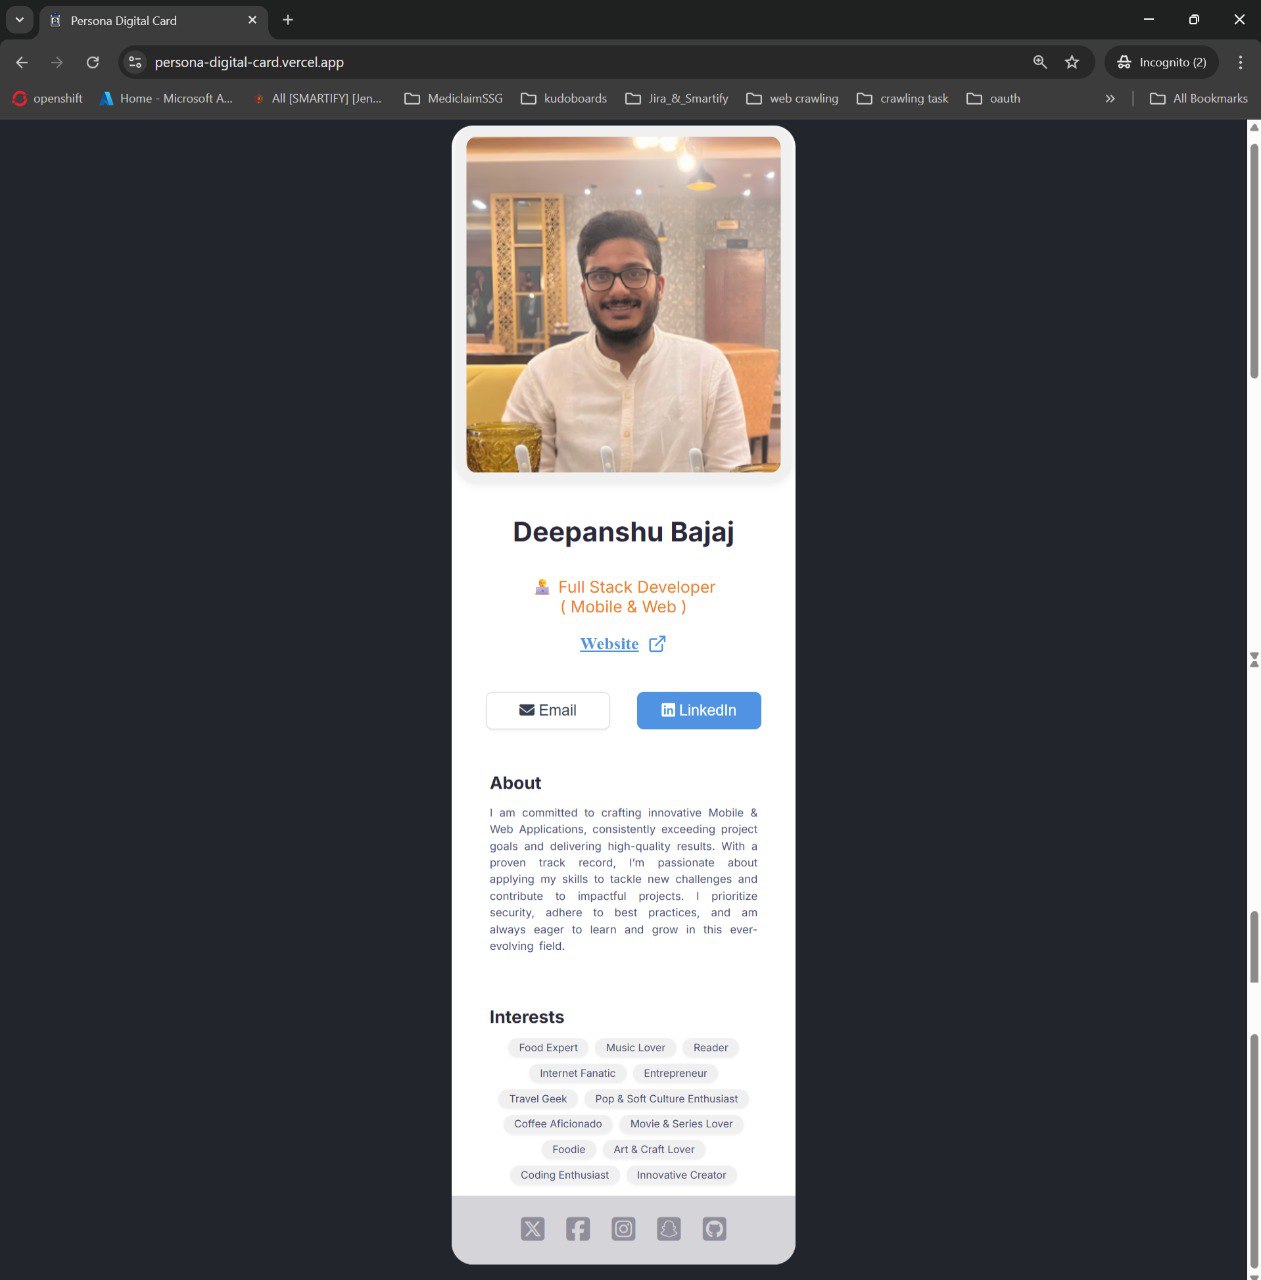 Persona Digital Card
persona-digital-card.vercel.app
Incognito (2)
openshift
Home - Microsoft A...
All [SMARTIFY] [Jen...
MediclaimSSG
kudoboards
Jira_&_Smartify
web crawling
crawling task
oauth
All Bookmarks
Deepanshu Bajaj
Full Stack Developer
( Mobile & Web )
Website
Email
LinkedIn
About
I am committed to crafting innovative Mobile &
Web Applications, consistently exceeding project
goals and delivering high-quality results. With a
proven track record, I'm passionate about
applying my skills to tackle new challenges and
contribute to impactful projects. I prioritize
security, adhere to best practices, and am
always eager to learn and grow in this ever-
evolving field.
Interests
Food Expert Music Lover Reader
Internet Fanatic Entrepreneur
Travel Geek Pop & Soft Culture Enthusiast
Coffee Aficionado Movie & Series Lover
Foodie Art & Craft Lover
Coding Enthusiast Innovative Creator